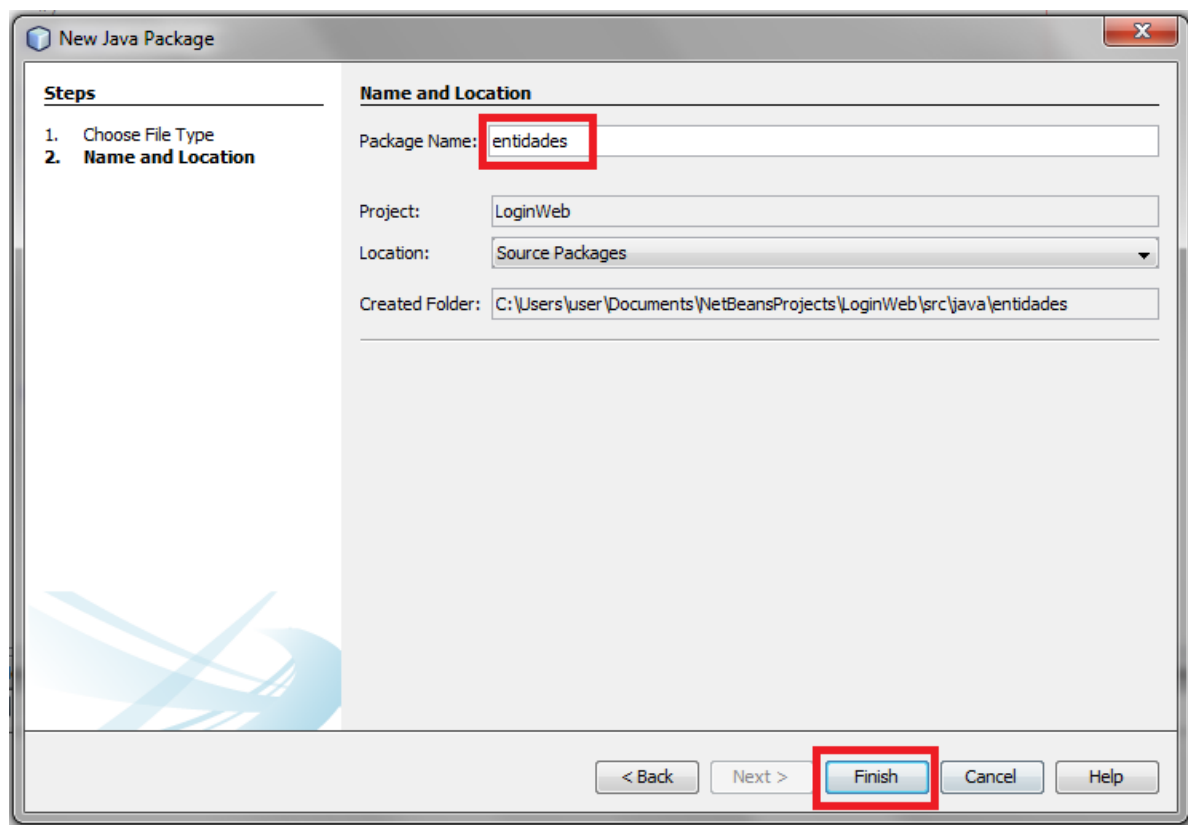 New Java Package
Steps
1. Choose File Type
2. Name and Location
Name and Location
Package Name: entidades
Project: LoginWeb
Location: Source Packages
Created Folder: C:\Users\user\Documents\NetBeansProjects\LoginWeb\src\java\entidades
< Back Next > Finish Cancel Help